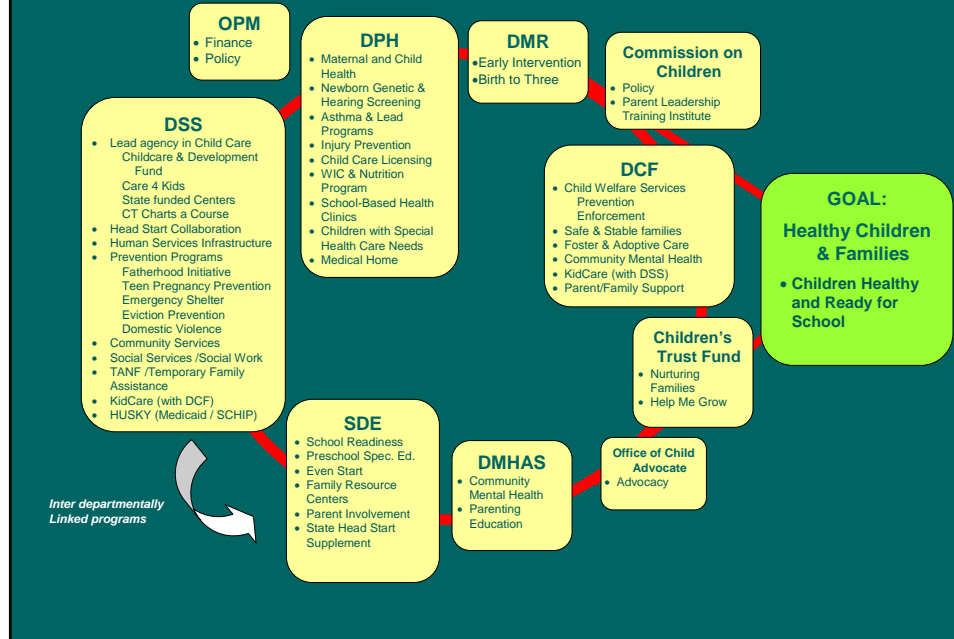 OPM
• Finance
• Policy
DPH
• Maternal and Child
Health
• Newborn Genetic &
Hearing Screening
• Asthma & Lead
Programs
• Injury Prevention
• Child Care Licensing
• WIC & Nutrition
Program
• School-Based Health
Clinics
• Children with Special
Health Care Needs
• Medical Home
DMR
•Early Intervention
•Birth to Three
Commission on
Children
• Policy
• Parent Leadership
Training Institute
DSS
• Lead agency in Child Care
Childcare & Development
Fund
Care 4 Kids
State funded Centers
CT Charts a Course
• Head Start Collaboration
• Human Services Infrastructure
• Prevention Programs
Fatherhood Initiative
Teen Pregnancy Prevention
Emergency Shelter
Eviction Prevention
Domestic Violence
• Community Services
• Social Services /Social Work
• TANF /Temporary Family
Assistance
• KidCare (with DCF)
• HUSKY (Medicaid / SCHIP)
DCF
• Child Welfare Services
Prevention
Enforcement
• Safe & Stable families
• Foster & Adoptive Care
• Community Mental Health
• KidCare (with DSS)
• Parent/Family Support
GOAL:
Healthy Children
& Families
• Children Healthy
and Ready for
School
Children's
Trust Fund
• Nurturing
Families
• Help Me Grow
SDE
• School Readiness
• Preschool Spec. Ed.
• Even Start
• Family Resource
Centers
• Parent Involvement
• State Head Start
Supplement
DMHAS
• Community
Mental Health
• Parenting
Education
Office of Child
Advocate
• Advocacy
Inter departmentally
Linked programs